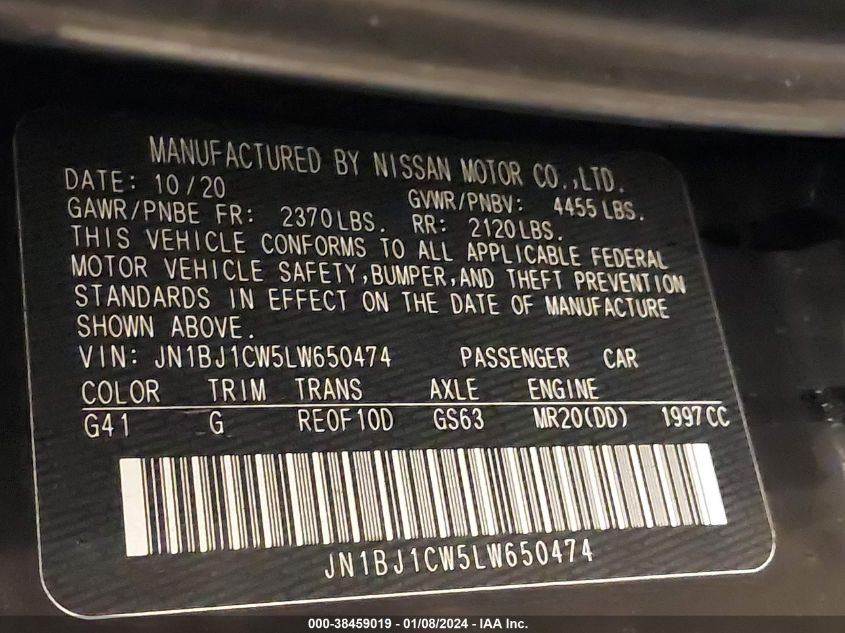 MANUFACTURED BY NISSAN MOTOR CO.,LTD.
DATE: 10/20 GVWR/PNBV: 4455 LBS.
GAWR/PNBE FR: 2370LBS. RR: 2120LBS.
THIS VEHICLE CONFORMS TO ALL APPLICABLE FEDERAL
MOTOR VEHICLE SAFETY,BUMPER,AND THEFT PREVENTION
STANDARDS IN EFFECT ON THE DATE OF MANUFACTURE
SHOWN ABOVE.
VIN: JN1BJ1CW5LW650474 PASSENGER CAR
COLOR TRIM TRANS AXLE ENGINE
G41 G RE0F10D GS63 MR20(DD) 1997CC
JN1BJ1CW5LW650474
000-38459019 - 01/08/2024 - IAA Inc.